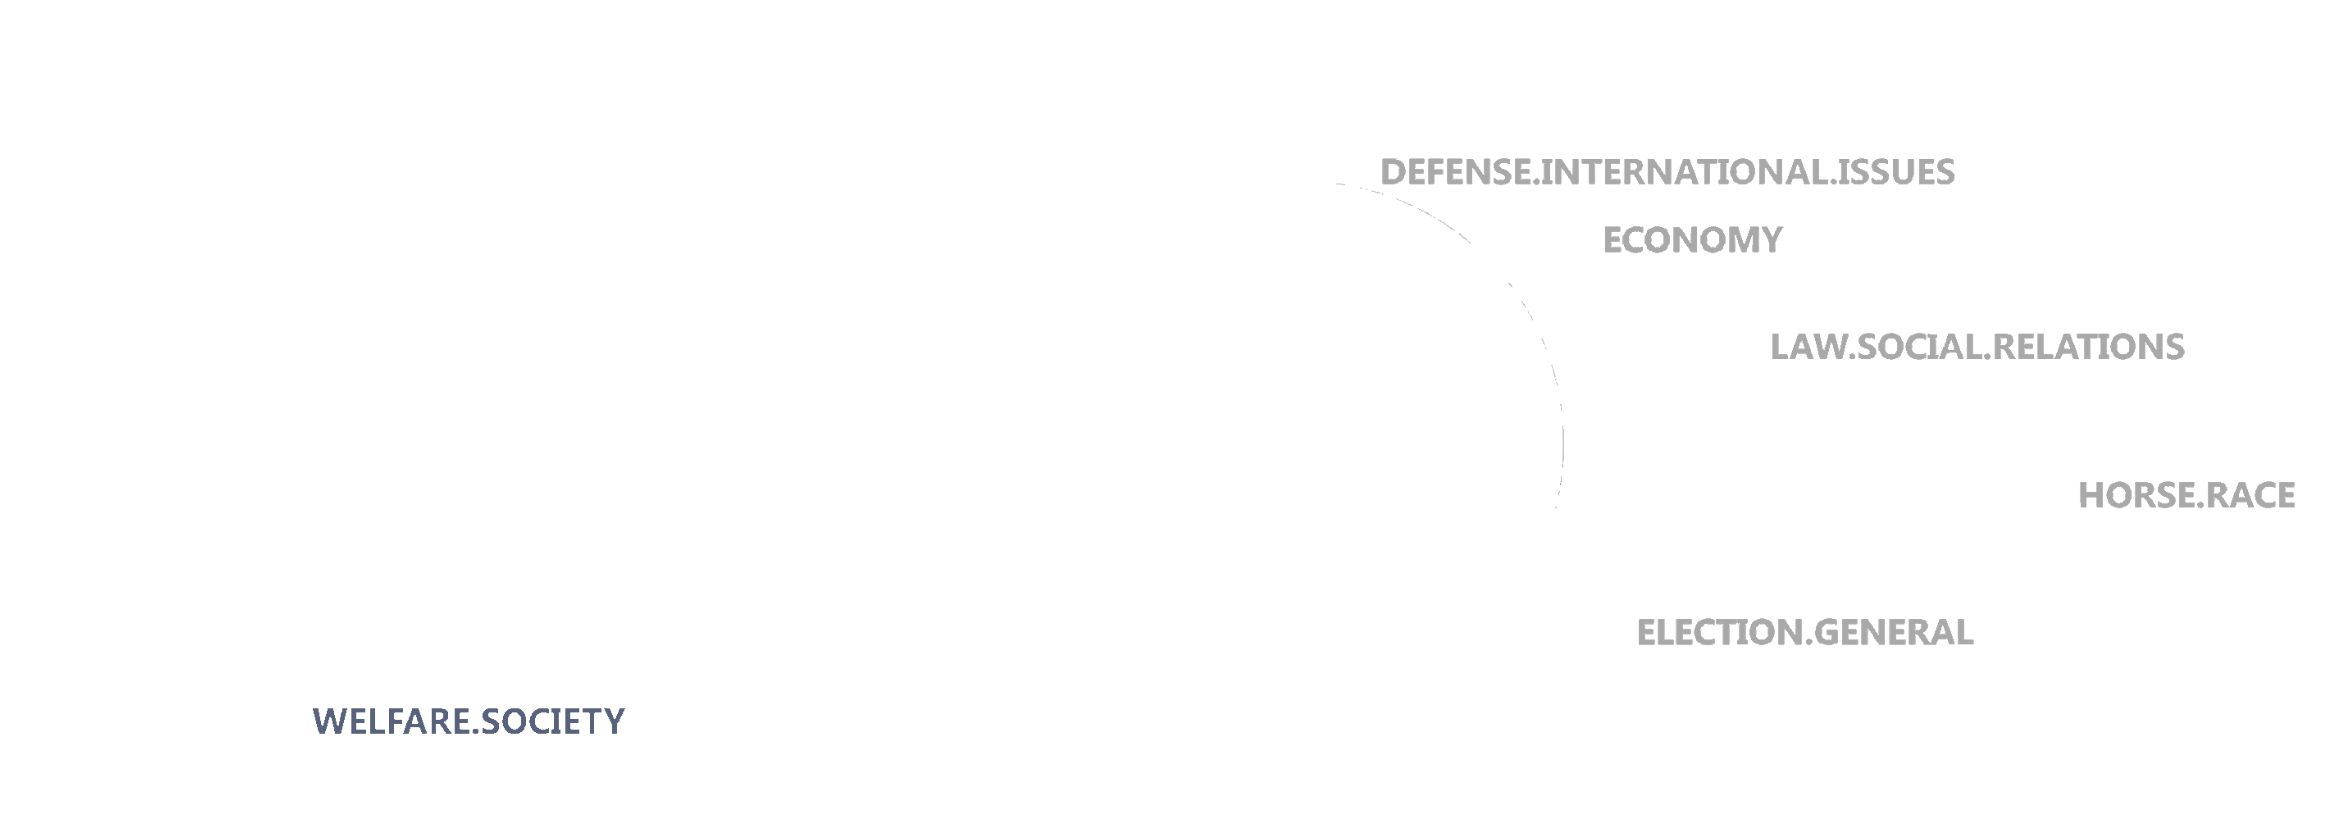 DEFENSE.INTERNATIONAL.ISSUES
ECONOMY
LAW.SOCIAL.RELATIONS
HORSE.RACE
ELECTION.GENERAL
WELFARE.SOCIETY